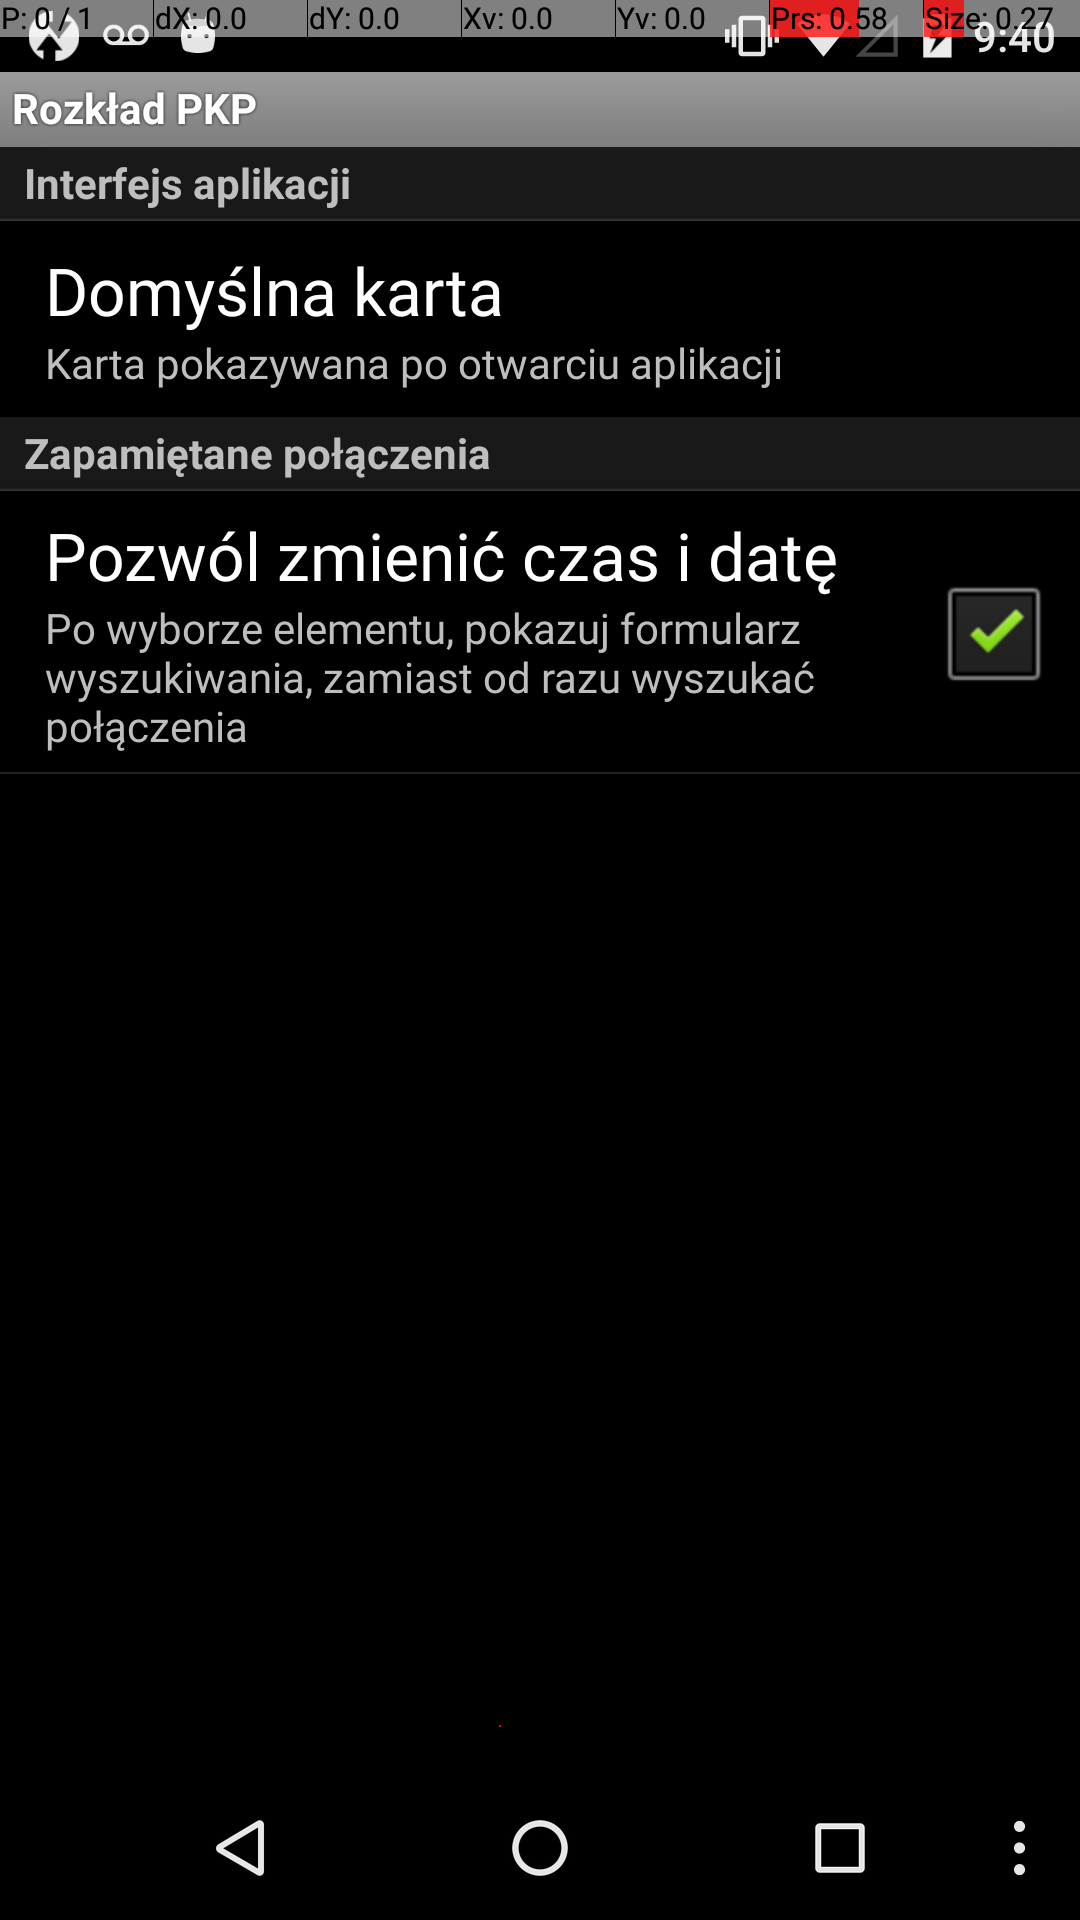 P: 0 / 1 dX: 0.0 dY: 0.0 Xv: 0.0 Yv: 0.0 Prs: 0.58 Size: 0.27
9:40
Rozkład PKP
Interfejs aplikacji
Domyślna karta
Karta pokazywana po otwarciu aplikacji
Zapamiętane połączenia
Pozwól zmienić czas i datę
Po wyborze elementu, pokazuj formularz
wyszukiwania, zamiast od razu wyszukać
połączenia